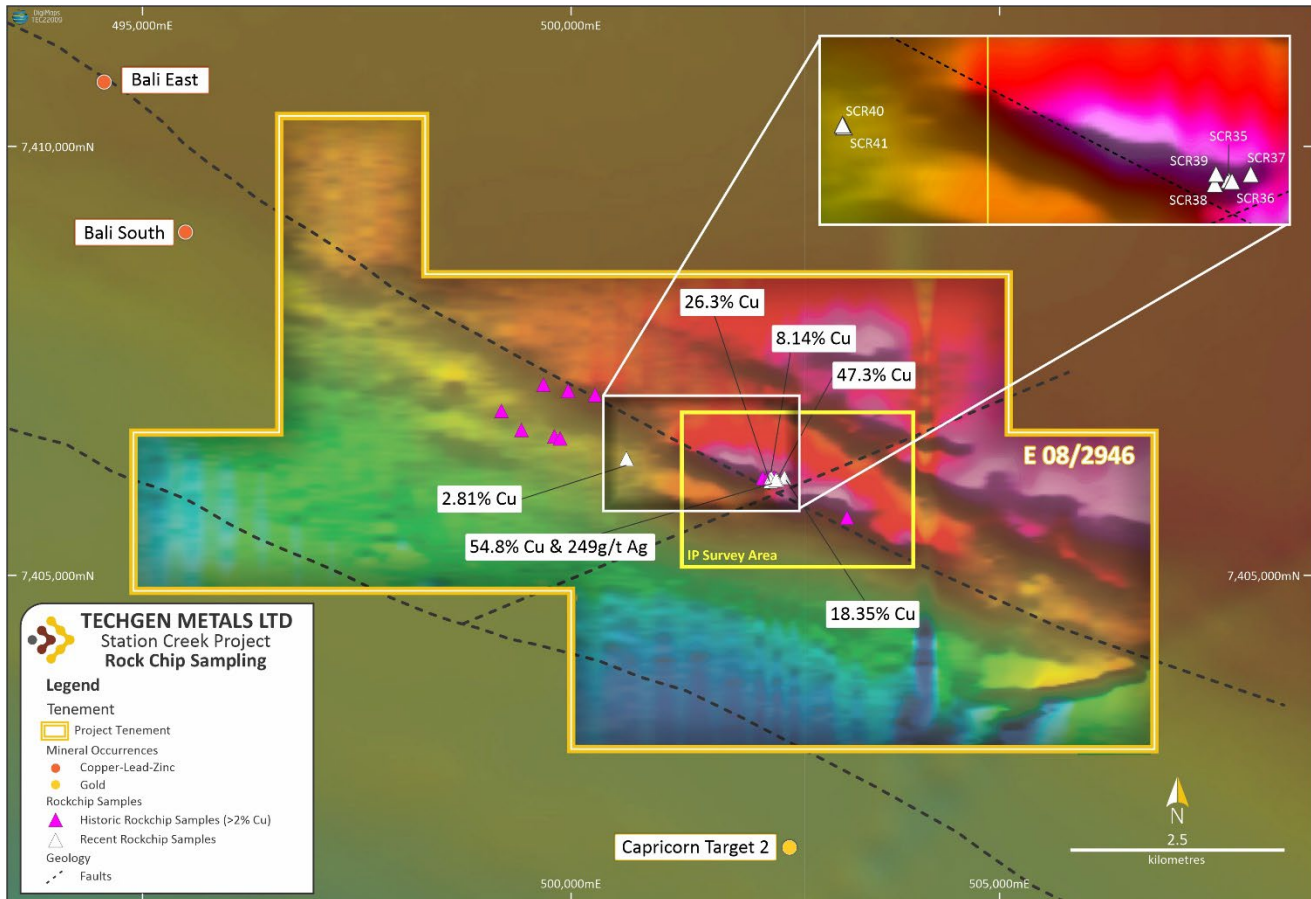 DigiMaps
TEC22009
495,000mE
500,000mE
Bali East
7,410,000mN
Bali South
SCR40
SCR41
SCR35
SCR39
SCR37
SCR38
SCR36
26.3% Cu
8.14% Cu
47.3% Cu
E 08/2946
2.81% Cu
54.8% Cu & 249g/t Ag
IP Survey Area
18.35% Cu
7,405,000mN
7,405,000mN
TECHGEN METALS LTD
Station Creek Project
Rock Chip Sampling
Legend
Tenement
Project Tenement
Mineral Occurrences
Copper-Lead-Zinc
Gold
Rockchip Samples
Historic Rockchip Samples (>2% Cu)
Recent Rockchip Samples
Geology
Faults
Capricorn Target 2
N
2.5
kilometres
500,000mE
505,000mE